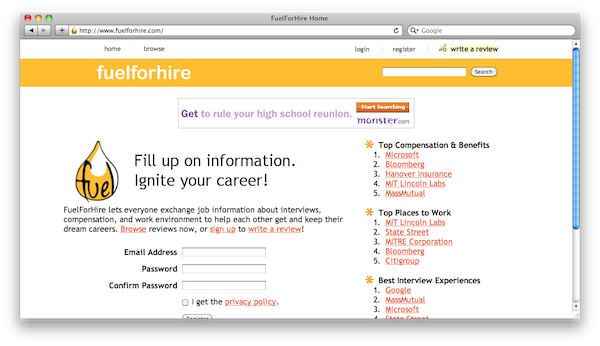 FuelForHire Home
http://www.fuelforhire.com/
Google
home browse login register write a review
fuelforhire
Search
Get to rule your high school reunion.
Start Searching
monster.com
fuel
Fill up on information.
Ignite your career!
FuelForHire lets everyone exchange job information about interviews,
compensation, and work environment to help each other get and keep their
dream careers. Browse reviews now, or sign up to write a review!
Email Address
Password
Confirm Password
I get the privacy policy.
Register
Top Compensation & Benefits
1. Microsoft
2. Bloomberg
3. Hanover Insurance
4. MIT Lincoln Labs
5. MassMutual
Top Places to Work
1. MIT Lincoln Labs
2. State Street
3. MITRE Corporation
4. Bloomberg
5. Citigroup
Best Interview Experiences
1. Google
2. MassMutual
3. Microsoft
4. State Street